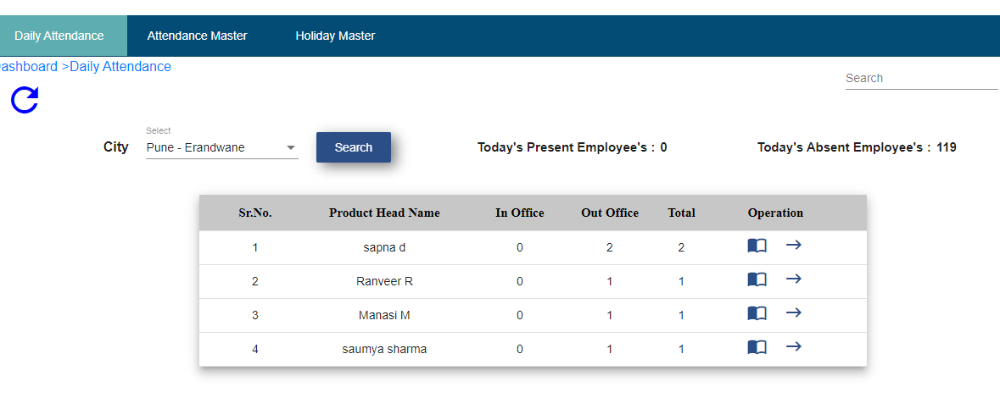 Daily Attendance Attendance Master Holiday Master
ashboard >Daily Attendance
Search
Select
City Pune - Erandwane Search Today's Present Employee's : 0 Today's Absent Employee's : 119
Sr.No. Product Head Name In Office Out Office Total Operation
1 sapna d 0 2 2
2 Ranveer R 0 1 1
3 Manasi M 0 1 1
4 saumya sharma 0 1 1